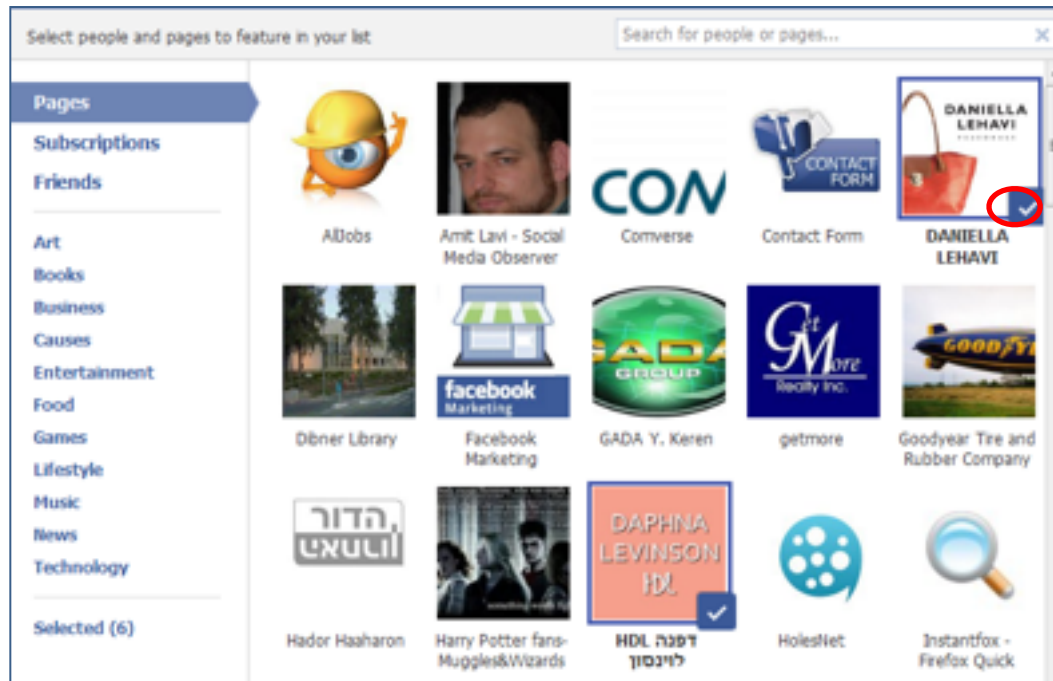 Select people and pages to feature in your list
Search for people or pages...
Pages
Subscriptions
Friends
Art
Books
Business
Causes
Entertainment
Food
Games
Lifestyle
Music
News
Technology
Selected (6)
COM
CONTACT
FORM
DANIELLA
LEHAVI
3
AllJobs
Amit Lavi - Social
Media Observer
Comverse
Contact Form
DANIELLA
LEHAVI
facebook
Marketing
GADA
GROUP
Get
More
Realty Inc.
GOODYE
Dibner Library
Facebook
Marketing
GADA Y. Keren
getmore
Goodyear Tire and
Rubber Company
הדור
DAPHNA
LEVINSON
HDL
Hador Haaharon
Harry Potter fans-
Muggles&Wizards
HDL דפנה
לוינסון
HolesNet
Instantfox -
Firefox Quick